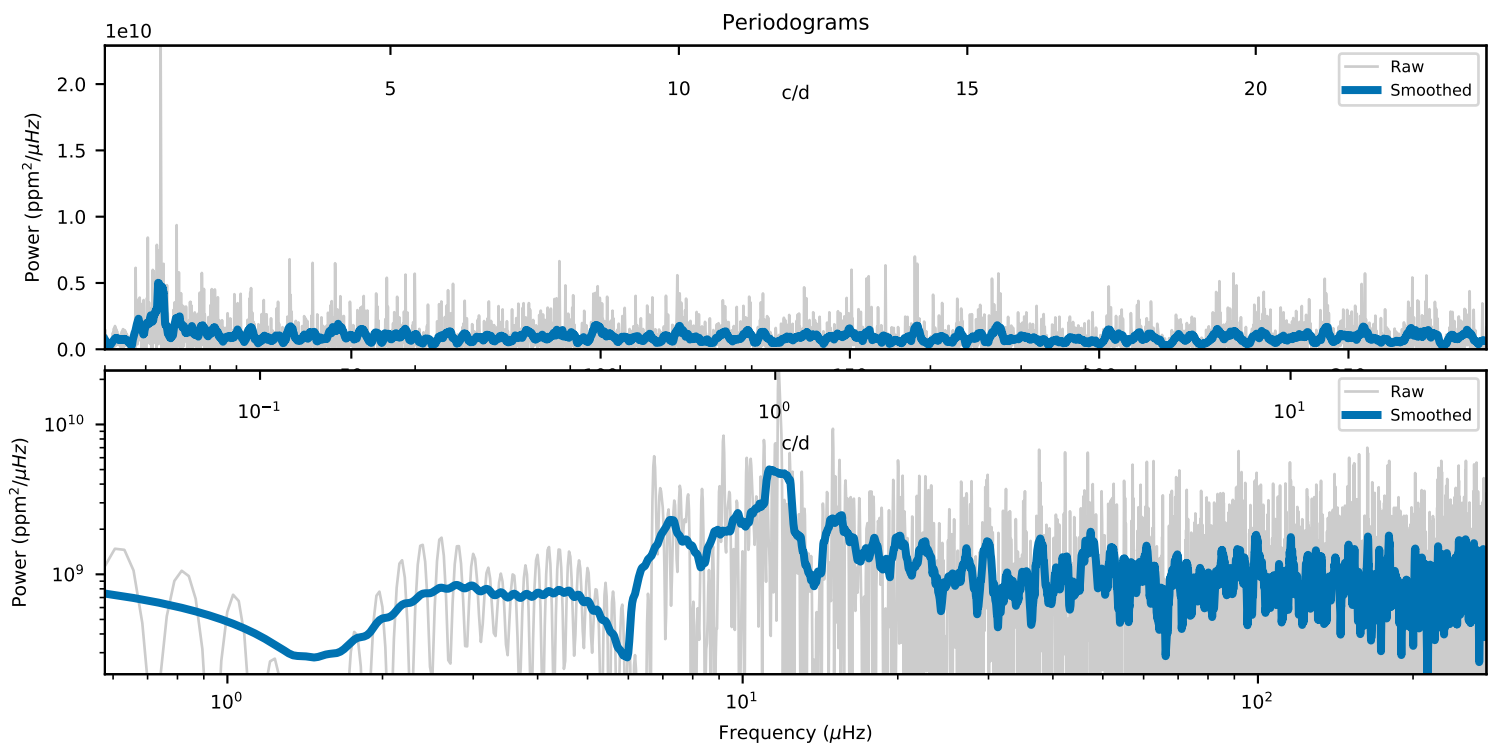 Periodograms
1e10
5 10 15 20
c/d
Raw
Smoothed
2.0
1.5
1.0
0.5
0.0
Power (ppm²/μHz)
10⁻¹ 10⁰ 10¹
c/d
Raw
Smoothed
10¹⁰
10⁹
Power (ppm²/μHz)
10⁰ 10¹ 10²
Frequency (μHz)